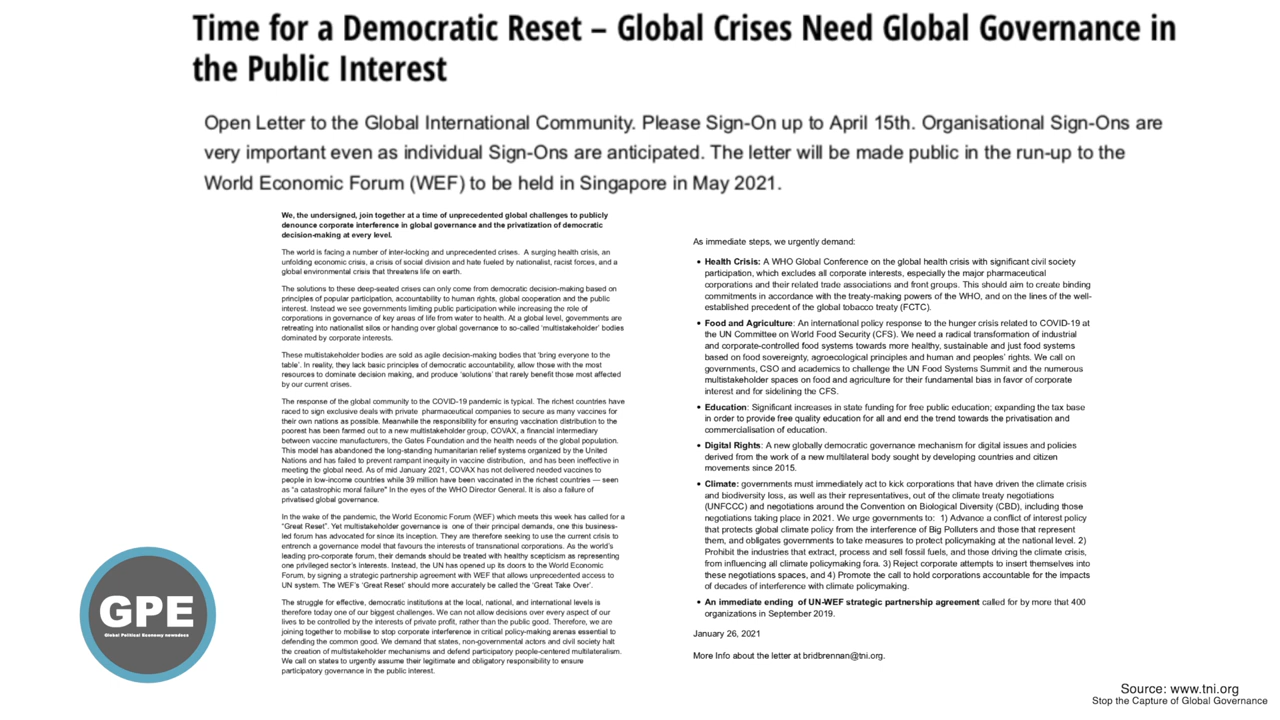 Time for a Democratic Reset – Global Crises Need Global Governance in
the Public Interest
Open Letter to the Global International Community. Please Sign-On up to April 15th. Organisational Sign-Ons are
very important even as individual Sign-Ons are anticipated. The letter will be made public in the run-up to the
World Economic Forum (WEF) to be held in Singapore in May 2021.
We, the undersigned, join together at a time of unprecedented global challenges to publicly
denounce corporate interference in global governance and the privatization of democratic
decision-making at every level.
The world is facing a number of inter-locking and unprecedented crises. A surging health crisis, an
unfolding economic crisis, a crisis of social division and hate fueled by nationalist, racist forces, and a
global environmental crisis that threatens life on earth.
The solutions to these deep-seated crises can only come from democratic decision-making based on
principles of popular participation, accountability to human rights, global cooperation and the public
interest. Instead we see governments limiting public participation while increasing the role of
corporations in governance of key areas of life from water to health. At a global level, governments are
retreating into nationalist silos or handing over global governance to so-called 'multistakeholder' bodies
dominated by corporate interests.
These multistakeholder bodies are sold as agile decision-making bodies that 'bring everyone to the
table'. In reality, they lack basic principles of democratic accountability, allow those with the most
resources to dominate decision making, and produce 'solutions' that rarely benefit those most affected
by our current crises.
The response of the global community to the COVID-19 pandemic is typical. The richest countries have
raced to sign exclusive deals with private pharmaceutical companies to secure as many vaccines for
their own nations as possible. Meanwhile the responsibility for ensuring vaccination distribution to the
poorest has been farmed out to a new multistakeholder group, COVAX, a financial Intermediary
between vaccine manufacturers, the Gates Foundation and the health needs of the global population.
This model has abandoned the long-standing humanitarian relief systems organized by the United
Nations and has failed to prevent rampant inequity in vaccine distribution, and has been ineffective in
meeting the global need. As of mid January 2021, COVAX has not delivered needed vaccines to
people in low-income countries while 39 million have been vaccinated in the richest countries — seen
as "a catastrophic moral failure" In the eyes of the WHO Director General. It is also a failure of
privatised global governance.
In the wake of the pandemic, the World Economic Forum (WEF) which meets this week has called for a
"Great Reset". Yet multistakeholder governance is one of their principal demands, one this business-
led forum has advocated for since its inception. They are therefore seeking to use the current crisis to
entrench a governance model that favours the interests of transnational corporations. As the world's
leading pro-corporate forum, their demands should be treated with healthy scepticism as representing
one privileged sector's interests. Instead, the UN has opened up its doors to the World Economic
Forum, by signing a strategic partnership agreement with WEF that allows unprecedented access to
UN system. The WEF's 'Great Reset' should more accurately be called the 'Great Take Over'.
The struggle for effective, democratic institutions at the local, national, and international levels is
therefore today one of our biggest challenges. We can not allow decisions over every aspect of our
lives to be controlled by the interests of private profit, rather than the public good. Therefore, we are
joining together to mobilise to stop corporate interference in critical policy-making arenas essential to
defending the common good. We demand that states, non-governmental actors and civil society halt
the creation of multistakeholder mechanisms and defend participatory people-centered multilateralism.
We call on states to urgently assume their legitimate and obligatory responsibility to ensure
participatory governance in the public interest.
As immediate steps, we urgently demand:
• Health Crisis: A WHO Global Conference on the global health crisis with significant civil society
participation, which excludes all corporate interests, especially the major pharmaceutical
corporations and their related trade associations and front groups. This should aim to create binding
commitments in accordance with the treaty-making powers of the WHO, and on the lines of the well-
established precedent of the global tobacco treaty (FCTC).
• Food and Agriculture: An international policy response to the hunger crisis related to COVID-19 at
the UN Committee on World Food Security (CFS). We need a radical transformation of industrial
and corporate-controlled food systems towards more healthy, sustainable and just food systems
based on food sovereignty, agroecological principles and human and peoples' rights. We call on
governments, CSO and academics to challenge the UN Food Systems Summit and the numerous
multistakeholder spaces on food and agriculture for their fundamental bias in favor of corporate
interest and for sidelining the CFS.
• Education: Significant increases in state funding for free public education; expanding the tax base
in order to provide free quality education for all and end the trend towards the privatisation and
commercialisation of education.
• Digital Rights: A new globally democratic governance mechanism for digital issues and policies
derived from the work of a new multilateral body sought by developing countries and citizen
movements since 2015.
• Climate: governments must immediately act to kick corporations that have driven the climate crisis
and biodiversity loss, as well as their representatives, out of the climate treaty negotiations
(UNFCCC) and negotiations around the Convention on Biological Diversity (CBD), including those
negotiations taking place in 2021. We urge governments to: 1) Advance a conflict of interest policy
that protects global climate policy from the interference of Big Polluters and those that represent
them, and obligates governments to take measures to protect policymaking at the national level. 2)
Prohibit the industries that extract, process and sell fossil fuels, and those driving the climate crisis,
from influencing all climate policymaking fora. 3) Reject corporate attempts to insert themselves into
these negotiations spaces, and 4) Promote the call to hold corporations accountable for the impacts
of decades of interference with climate policymaking.
• An immediate ending of UN-WEF strategic partnership agreement called for by more that 400
organizations in September 2019.
January 26, 2021
More Info about the letter at bridbrennan@tni.org.
GPE
Global Political Economy newsdocs
Source: www.tni.org
Stop the Capture of Global Governance